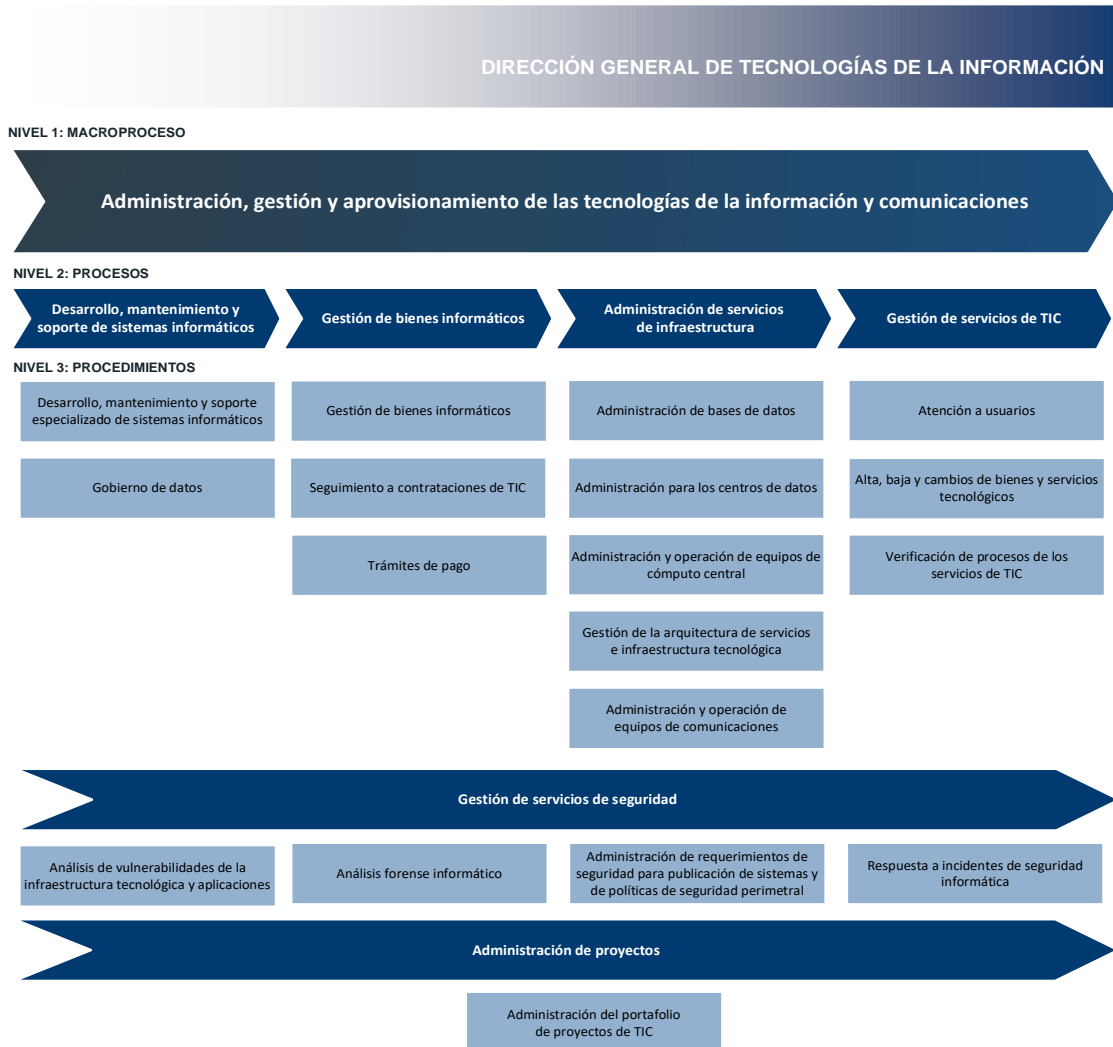 DIRECCIÓN GENERAL DE TECNOLOGÍAS DE LA INFORMACIÓN
NIVEL 1: MACROPROCESO
Administración, gestión y aprovisionamiento de las tecnologías de la información y comunicaciones
NIVEL 2: PROCESOS
Desarrollo, mantenimiento y
soporte de sistemas informáticos
Gestión de bienes informáticos
Administración de servicios
de infraestructura
Gestión de servicios de TIC
NIVEL 3: PROCEDIMIENTOS
Desarrollo, mantenimiento y soporte
especializado de sistemas informáticos
Gestión de bienes informáticos
Administración de bases de datos
Atención a usuarios
Gobierno de datos
Seguimiento a contrataciones de TIC
Administración para los centros de datos
Alta, baja y cambios de bienes y servicios
tecnológicos
Trámites de pago
Administración y operación de equipos de
cómputo central
Verificación de procesos de los
servicios de TIC
Gestión de la arquitectura de servicios
e infraestructura tecnológica
Administración y operación de
equipos de comunicaciones
Gestión de servicios de seguridad
Análisis de vulnerabilidades de la
infraestructura tecnológica y aplicaciones
Análisis forense informático
Administración de requerimientos de
seguridad para publicación de sistemas y
de políticas de seguridad perimetral
Respuesta a incidentes de seguridad
informática
Administración de proyectos
Administración del portafolio
de proyectos de TIC